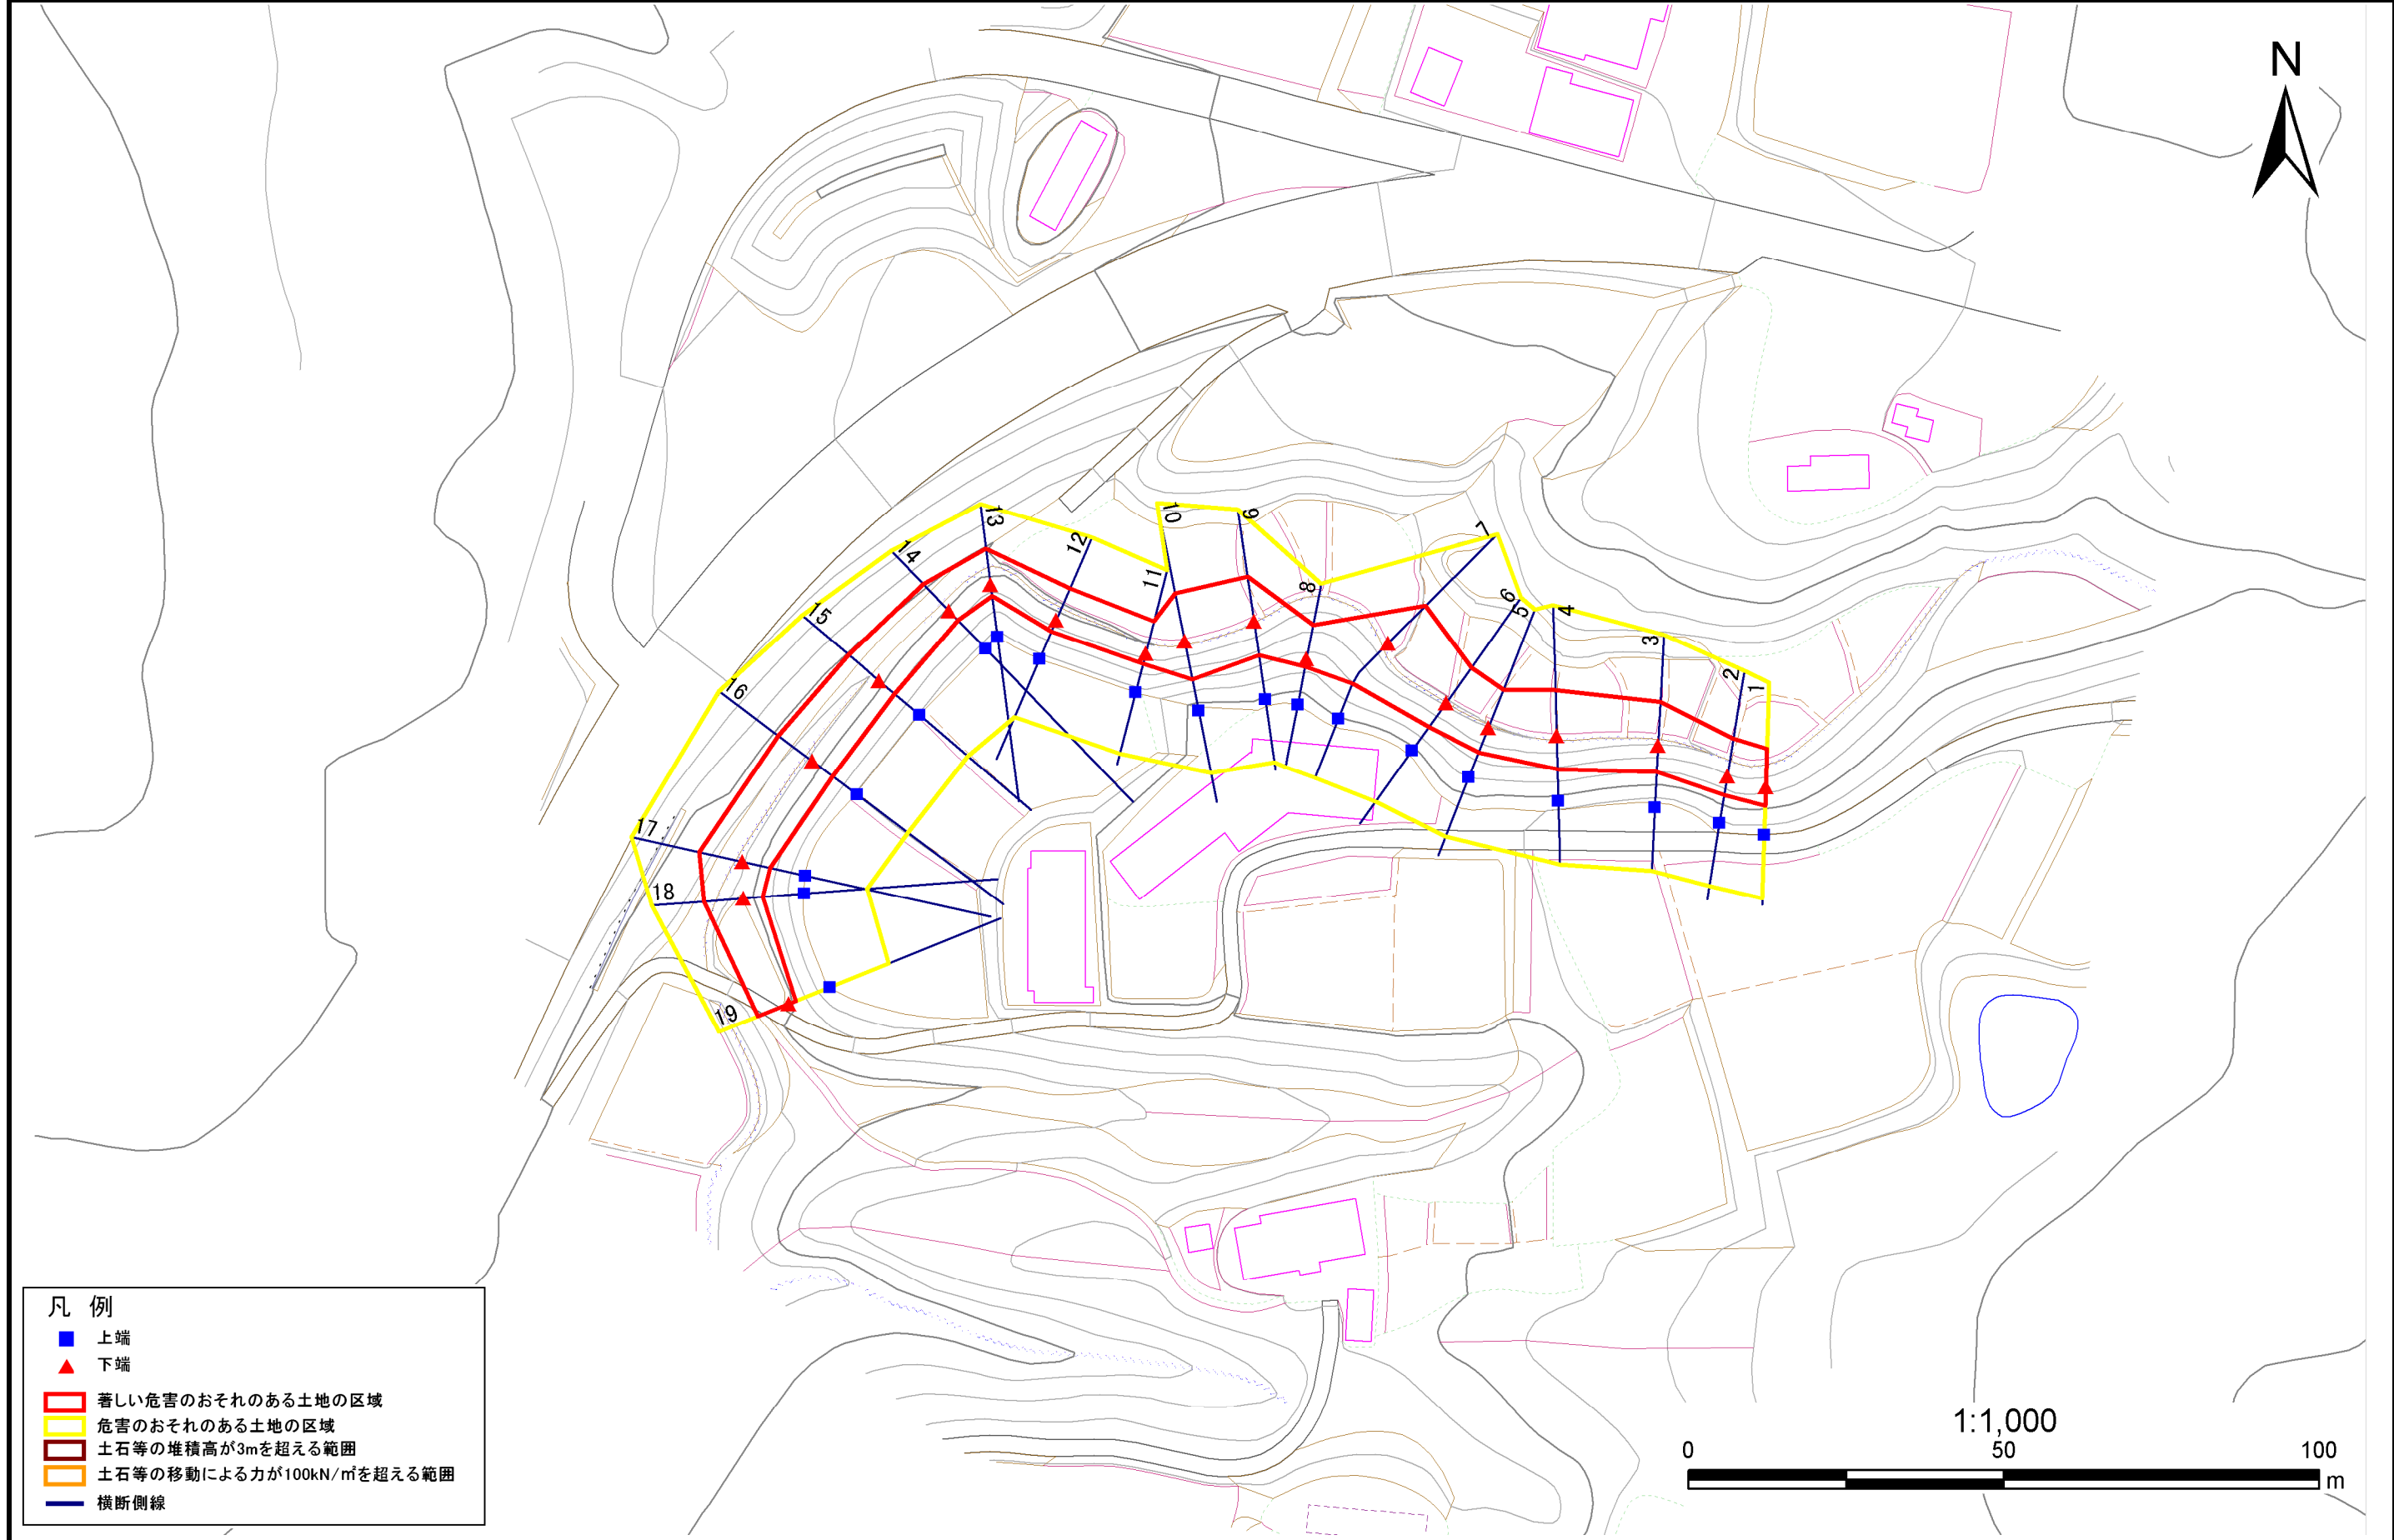 N
13
10
9
14
12
7
11
8
6
5
4
15
3
2
1
16
17
18
19
凡 例
上端
下端
著しい危害のおそれのある土地の区域
危害のおそれのある土地の区域
土石等の堆積高が3mを超える範囲
土石等の移動による力が100kN/㎡を超える範囲
横断側線
1:1,000
0 50 100
m